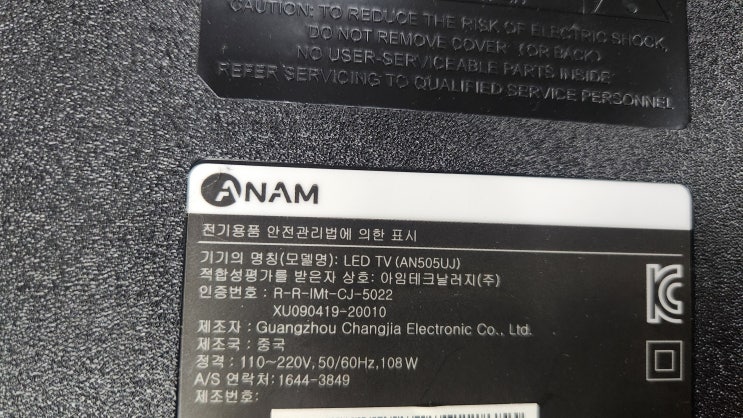 CAUTION: TO REDUCE THE RISK OF ELECTRIC SHOCK,
DO NOT REMOVE COVER (OR BACK)
NO USER-SERVICEABLE PARTS INSIDE
REFER SERVICING TO QUALIFIED SERVICE PERSONNEL
ANAM
전기용품 안전관리법에 의한 표시
기기의 명칭(모델명): LED TV (AN505UJ)
적합성평가를 받은자 상호: 아임테크날러지(주)
인증번호 : R-R-IMt-CJ-5022
XU090419-20010
제조자 : Guangzhou Changjia Electronic Co., Ltd.
제조국 : 중국
정격 : 110~220V, 50/60Hz, 108W
A/S 연락처: 1644-3849
제조번호: